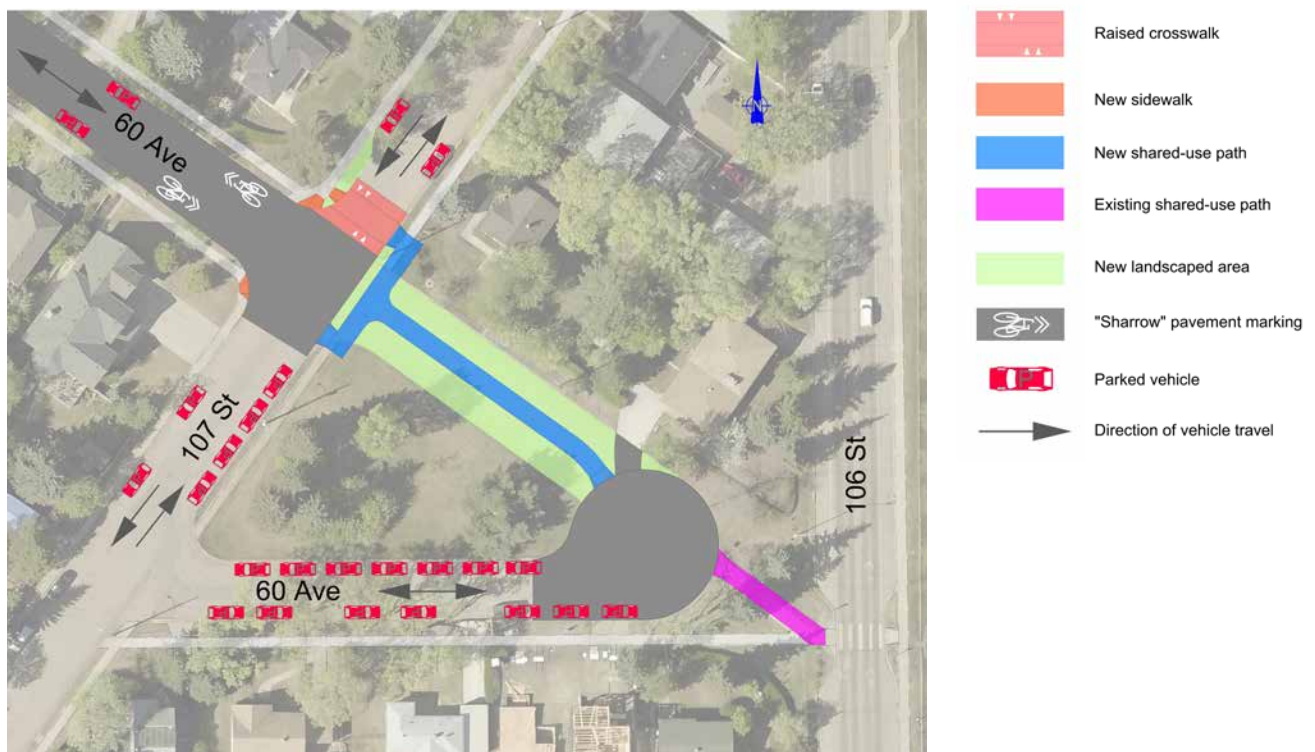 60 Ave
107 St
60 Ave
106 St
N
Raised crosswalk
New sidewalk
New shared-use path
Existing shared-use path
New landscaped area
"Sharrow" pavement marking
P
Parked vehicle
Direction of vehicle travel